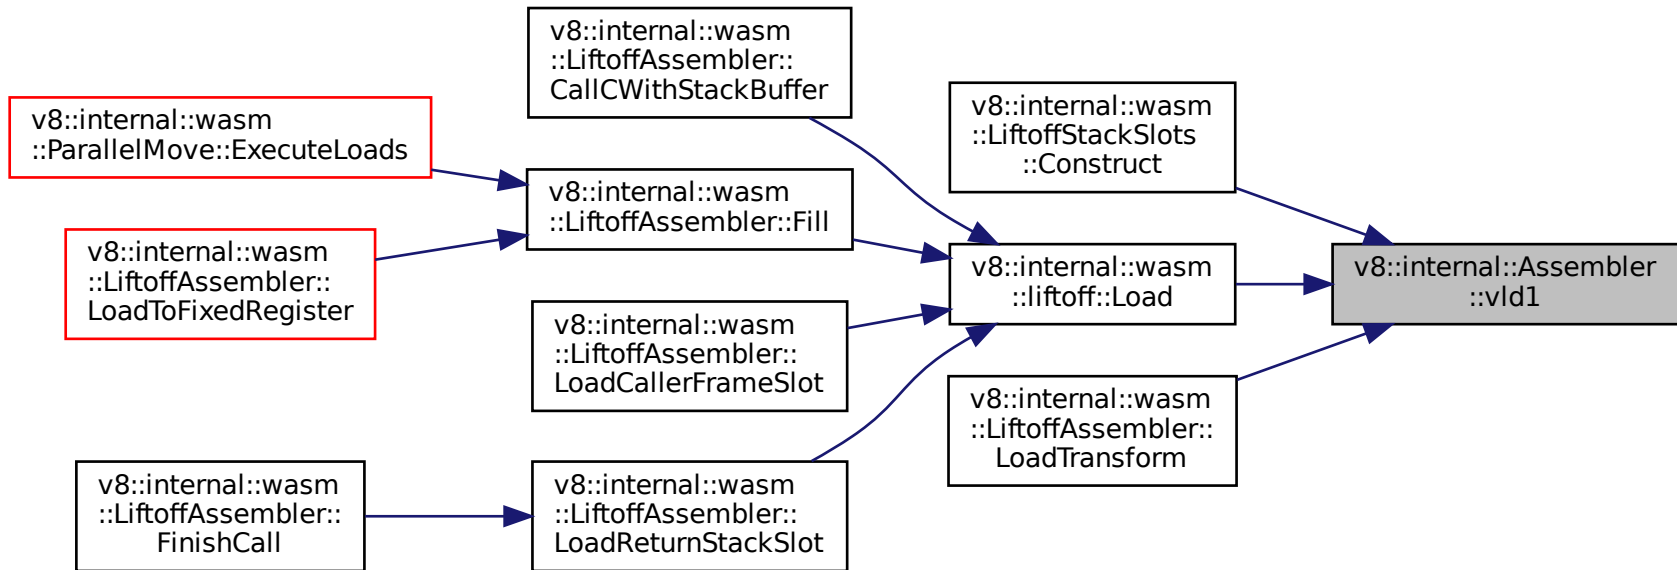 v8::internal::wasm
::LiftoffAssembler::
CallCWithStackBuffer
v8::internal::wasm
::ParallelMove::ExecuteLoads
v8::internal::wasm
::LiftoffStackSlots
::Construct
v8::internal::wasm
::LiftoffAssembler::Fill
v8::internal::wasm
::LiftoffAssembler::
LoadToFixedRegister
v8::internal::wasm
::liftoff::Load
v8::internal::Assembler
::vld1
v8::internal::wasm
::LiftoffAssembler::
LoadCallerFrameSlot
v8::internal::wasm
::LiftoffAssembler::
LoadTransform
v8::internal::wasm
::LiftoffAssembler::
FinishCall
v8::internal::wasm
::LiftoffAssembler::
LoadReturnStackSlot